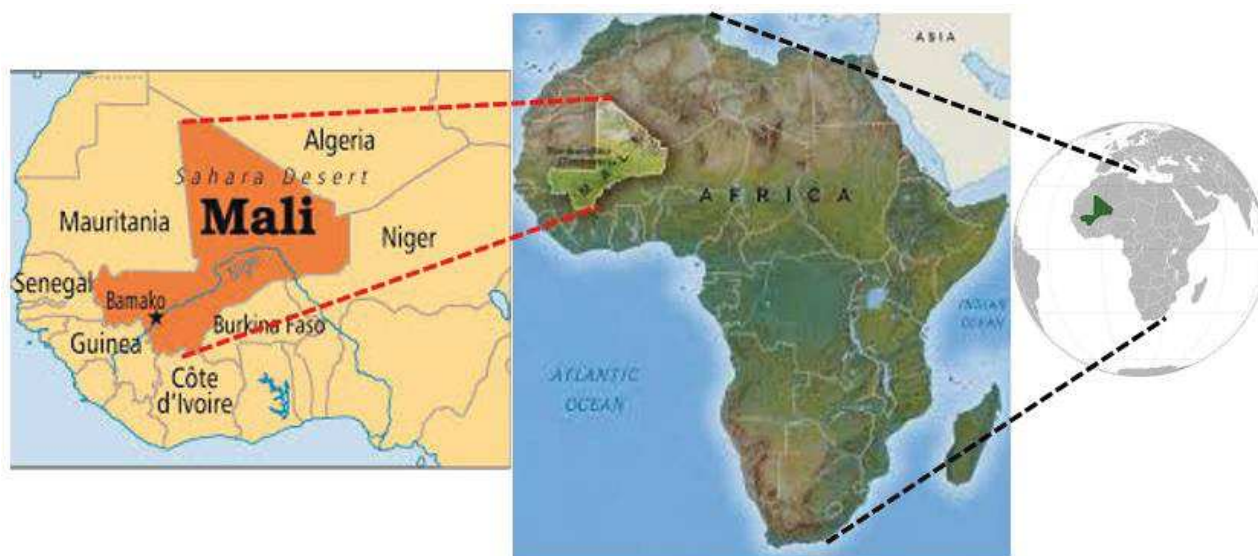 Algeria
Sahara Desert
Mali
Mauritania
Niger
Senegal
Niger
Bamako
Burkina Faso
Guinea
Côte
d'Ivoire
ASIA
AFRICA
INDIAN
OCEAN
ATLANTIC
OCEAN